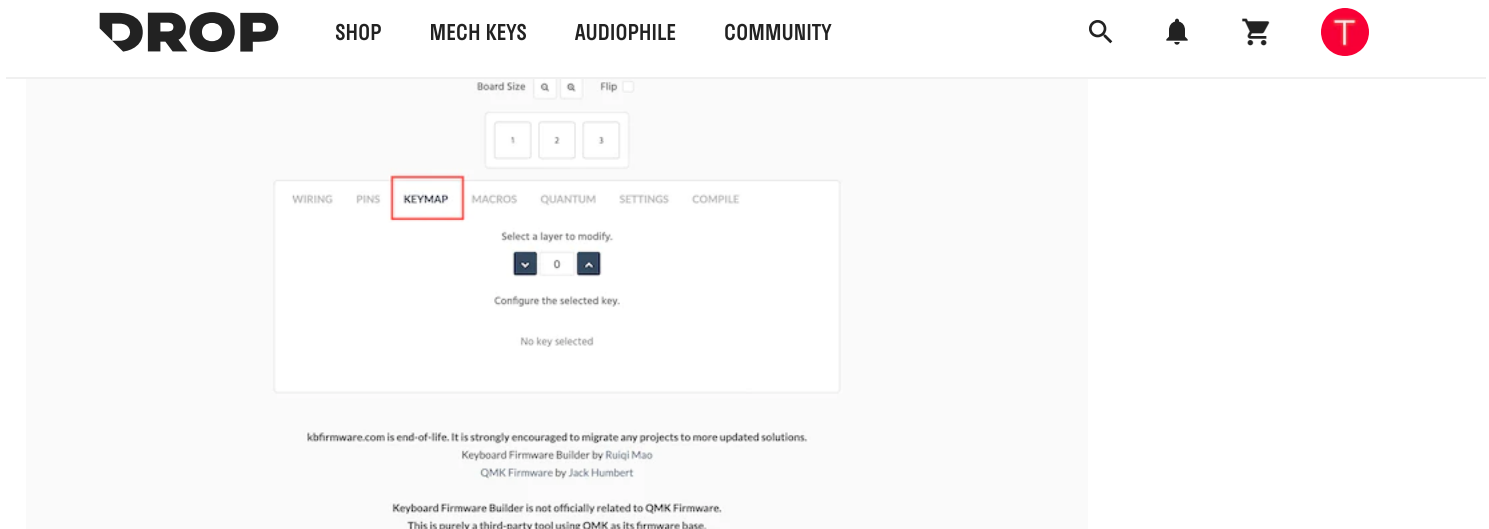 DROP SHOP MECH KEYS AUDIOPHILE COMMUNITY T
Board Size Flip
1 2 3
WIRING PINS KEYMAP MACROS QUANTUM SETTINGS COMPILE
Select a layer to modify.
0
Configure the selected key.
No key selected
kbfirmware.com is end-of-life. It is strongly encouraged to migrate any projects to more updated solutions.
Keyboard Firmware Builder by Ruiqi Mao
QMK Firmware by Jack Humbert
Keyboard Firmware Builder is not officially related to QMK Firmware.
This is purely a third-party tool using QMK as its firmware base.